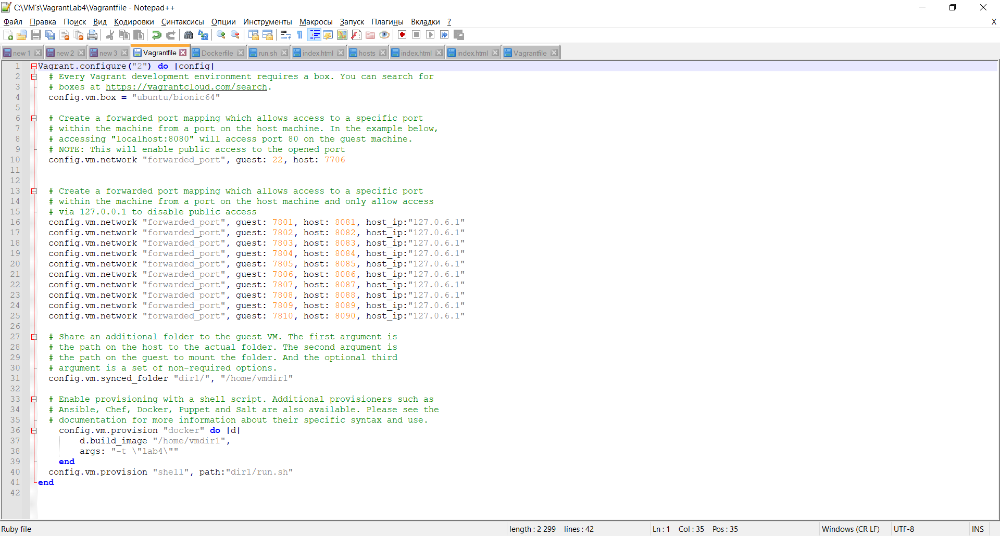 C:\VM's\VagrantLab4\Vagrantfile - Notepad++
Файл Правка Поиск Вид Кодировки Синтаксисы Опции Инструменты Макросы Запуск Плагины Вкладки ?
X
new 1 new 2 new 3 Vagrantfile Dockerfile run.sh index.html hosts index.html index.html Vagrantfile
1 Vagrant.configure("2") do |config|
2   # Every Vagrant development environment requires a box. You can search for
3   # boxes at https://vagrantcloud.com/search.
4   config.vm.box = "ubuntu/bionic64"
5
6   # Create a forwarded port mapping which allows access to a specific port
7   # within the machine from a port on the host machine. In the example below,
8   # accessing "localhost:8080" will access port 80 on the guest machine.
9   # NOTE: This will enable public access to the opened port
10   config.vm.network "forwarded_port", guest: 22, host: 7706
11
12
13   # Create a forwarded port mapping which allows access to a specific port
14   # within the machine from a port on the host machine and only allow access
15   # via 127.0.0.1 to disable public access
16   config.vm.network "forwarded_port", guest: 7801, host: 8081, host_ip:"127.0.6.1"
17   config.vm.network "forwarded_port", guest: 7802, host: 8082, host_ip:"127.0.6.1"
18   config.vm.network "forwarded_port", guest: 7803, host: 8083, host_ip:"127.0.6.1"
19   config.vm.network "forwarded_port", guest: 7804, host: 8084, host_ip:"127.0.6.1"
20   config.vm.network "forwarded_port", guest: 7805, host: 8085, host_ip:"127.0.6.1"
21   config.vm.network "forwarded_port", guest: 7806, host: 8086, host_ip:"127.0.6.1"
22   config.vm.network "forwarded_port", guest: 7807, host: 8087, host_ip:"127.0.6.1"
23   config.vm.network "forwarded_port", guest: 7808, host: 8088, host_ip:"127.0.6.1"
24   config.vm.network "forwarded_port", guest: 7809, host: 8089, host_ip:"127.0.6.1"
25   config.vm.network "forwarded_port", guest: 7810, host: 8090, host_ip:"127.0.6.1"
26
27   # Share an additional folder to the guest VM. The first argument is
28   # the path on the host to the actual folder. The second argument is
29   # the path on the guest to mount the folder. And the optional third
30   # argument is a set of non-required options.
31   config.vm.synced_folder "dir1/", "/home/vmdir1"
32
33   # Enable provisioning with a shell script. Additional provisioners such as
34   # Ansible, Chef, Docker, Puppet and Salt are also available. Please see the
35   # documentation for more information about their specific syntax and use.
36     config.vm.provision "docker" do |d|
37         d.build_image "/home/vmdir1",
38         args: "-t \"lab4\""
39     end
40   config.vm.provision "shell", path:"dir1/run.sh"
41 end
42
Ruby file length : 2 299 lines : 42 Ln : 1 Col : 35 Pos : 35 Windows (CR LF) UTF-8 INS